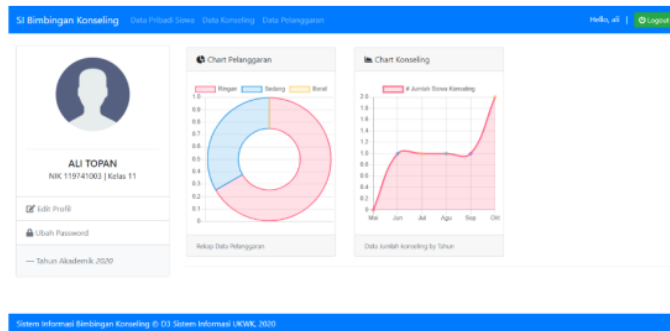 SI Bimbingan Konseling Data Pribadi Siswa Data Konseling Data Pelanggaran Hello, ali | Logout
ALI TOPAN
NIK 119741003 | Kelas 11
Edit Profil
Ubah Password
— Tahun Akademik 2020
Chart Pelanggaran
Ringan Sedang Berat
1.0
0.9
0.8
0.7
0.6
0.5
0.4
0.3
0.2
0.1
0
Rekap Data Pelanggaran
Chart Konseling
# Jumlah Siswa Konseling
2.0
1.8
1.6
1.4
1.2
1.0
0.8
0.6
0.4
0.2
0
Mei Jun Jul Agu Sep Okt
Data Jumlah konseling by Tahun
Sistem Informasi Bimbingan Konseling © D3 Sistem Informasi UKWK, 2020